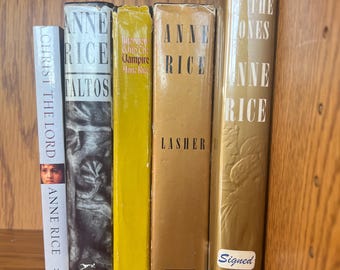 CHRIST THE LORD
ANNE RICE
ANNE
RICE
TALTOS
Vampire
ANNE
RICE
LASHER
THE
ONES
ANNE
RICE
Signed